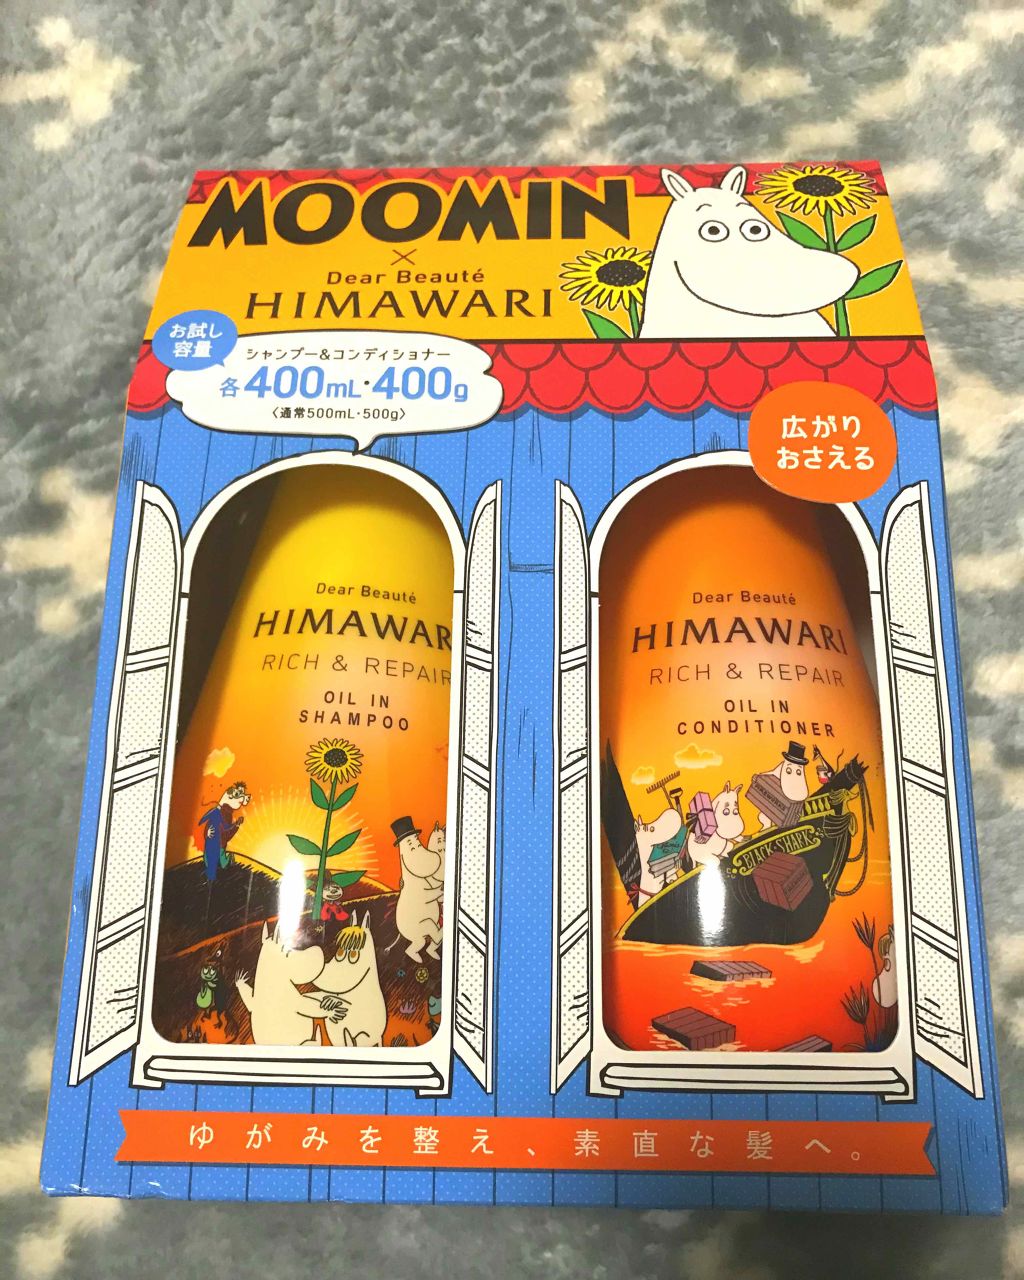 MOOMIN
×
Dear Beauté
HIMAWARI
お試し
容量
シャンプー&コンディショナー
各400mL・400g
〈通常500mL・500g〉
広がり
おさえる
Dear Beauté
HIMAWAR
RICH & REPAIR
OIL IN
SHAMPOO
Dear Beauté
HIMAWARI
RICH & REPAIR
OIL IN
CONDITIONER
BLACK SHARK
ゆがみを整え、素直な髪へ。